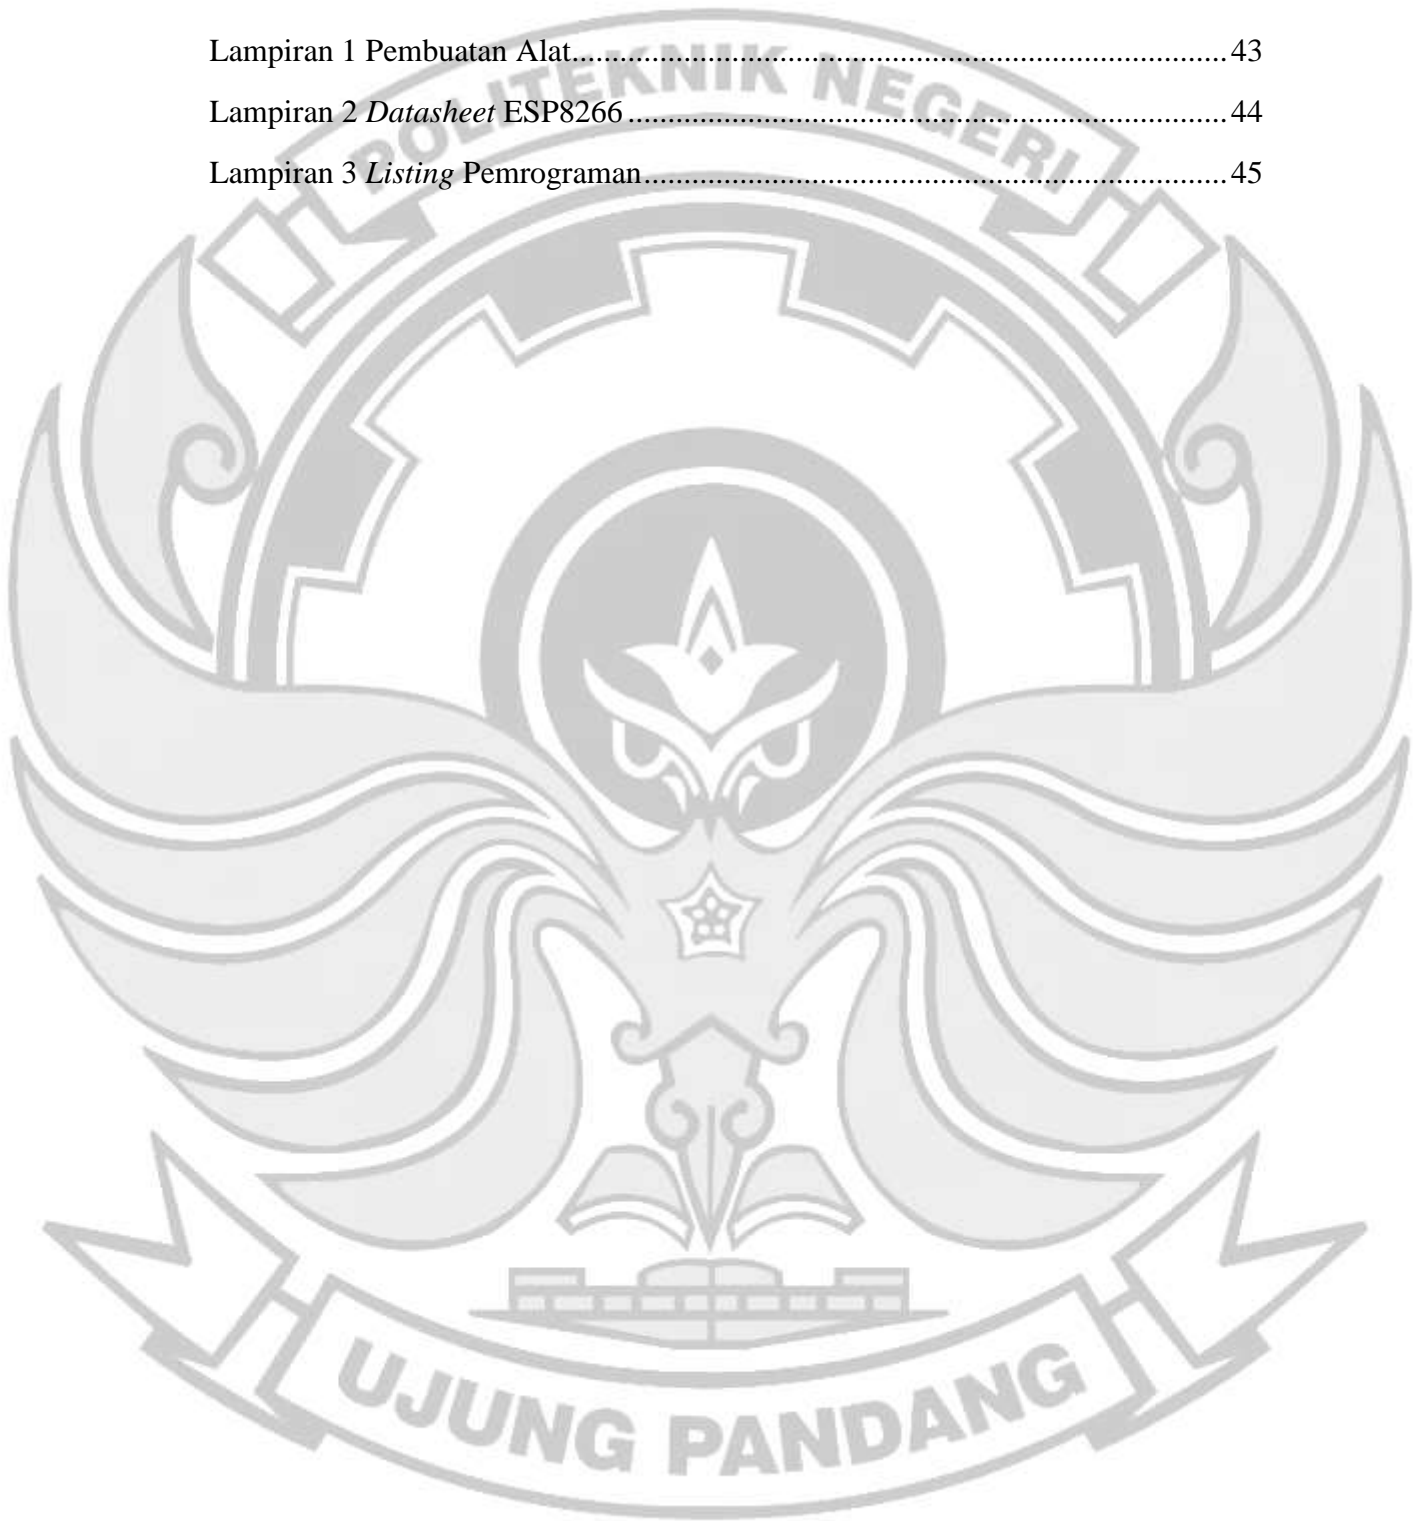 Lampiran 1 Pembuatan Alat.................................................................................43
Lampiran 2 Datasheet ESP8266..........................................................................44
Lampiran 3 Listing Pemrograman........................................................................45
POLITEKNIK NEGERI
UJUNG PANDANG